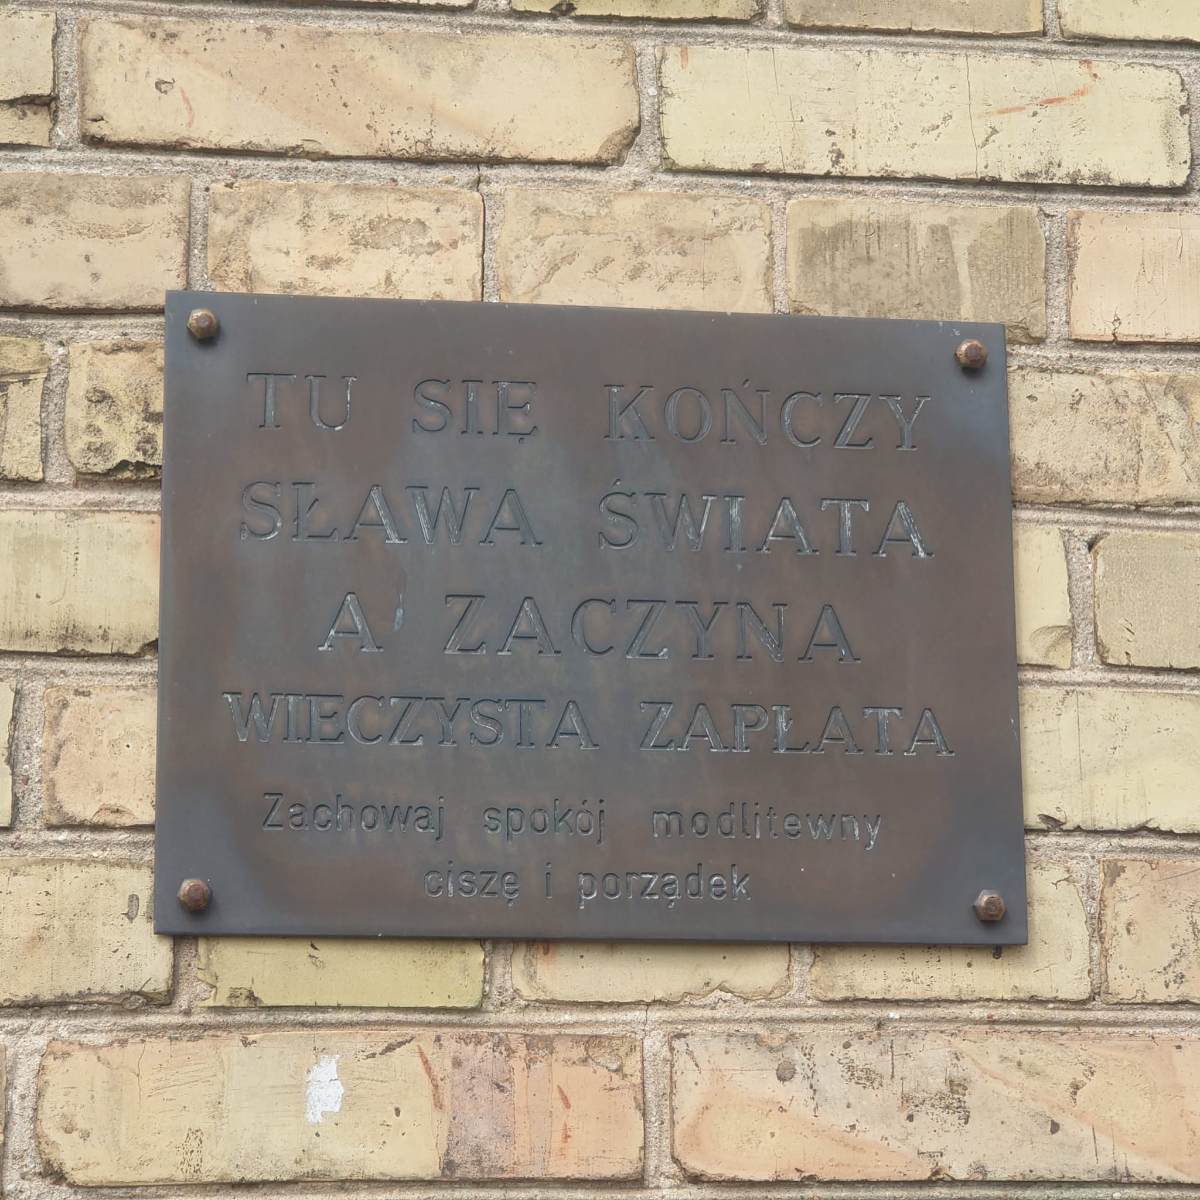 TU SIĘ KOŃCZY
SŁAWA ŚWIATA
A ZACZYNA
WIECZYSTA ZAPŁATA
Zachowaj spokój modlitewny
ciszę i porządek